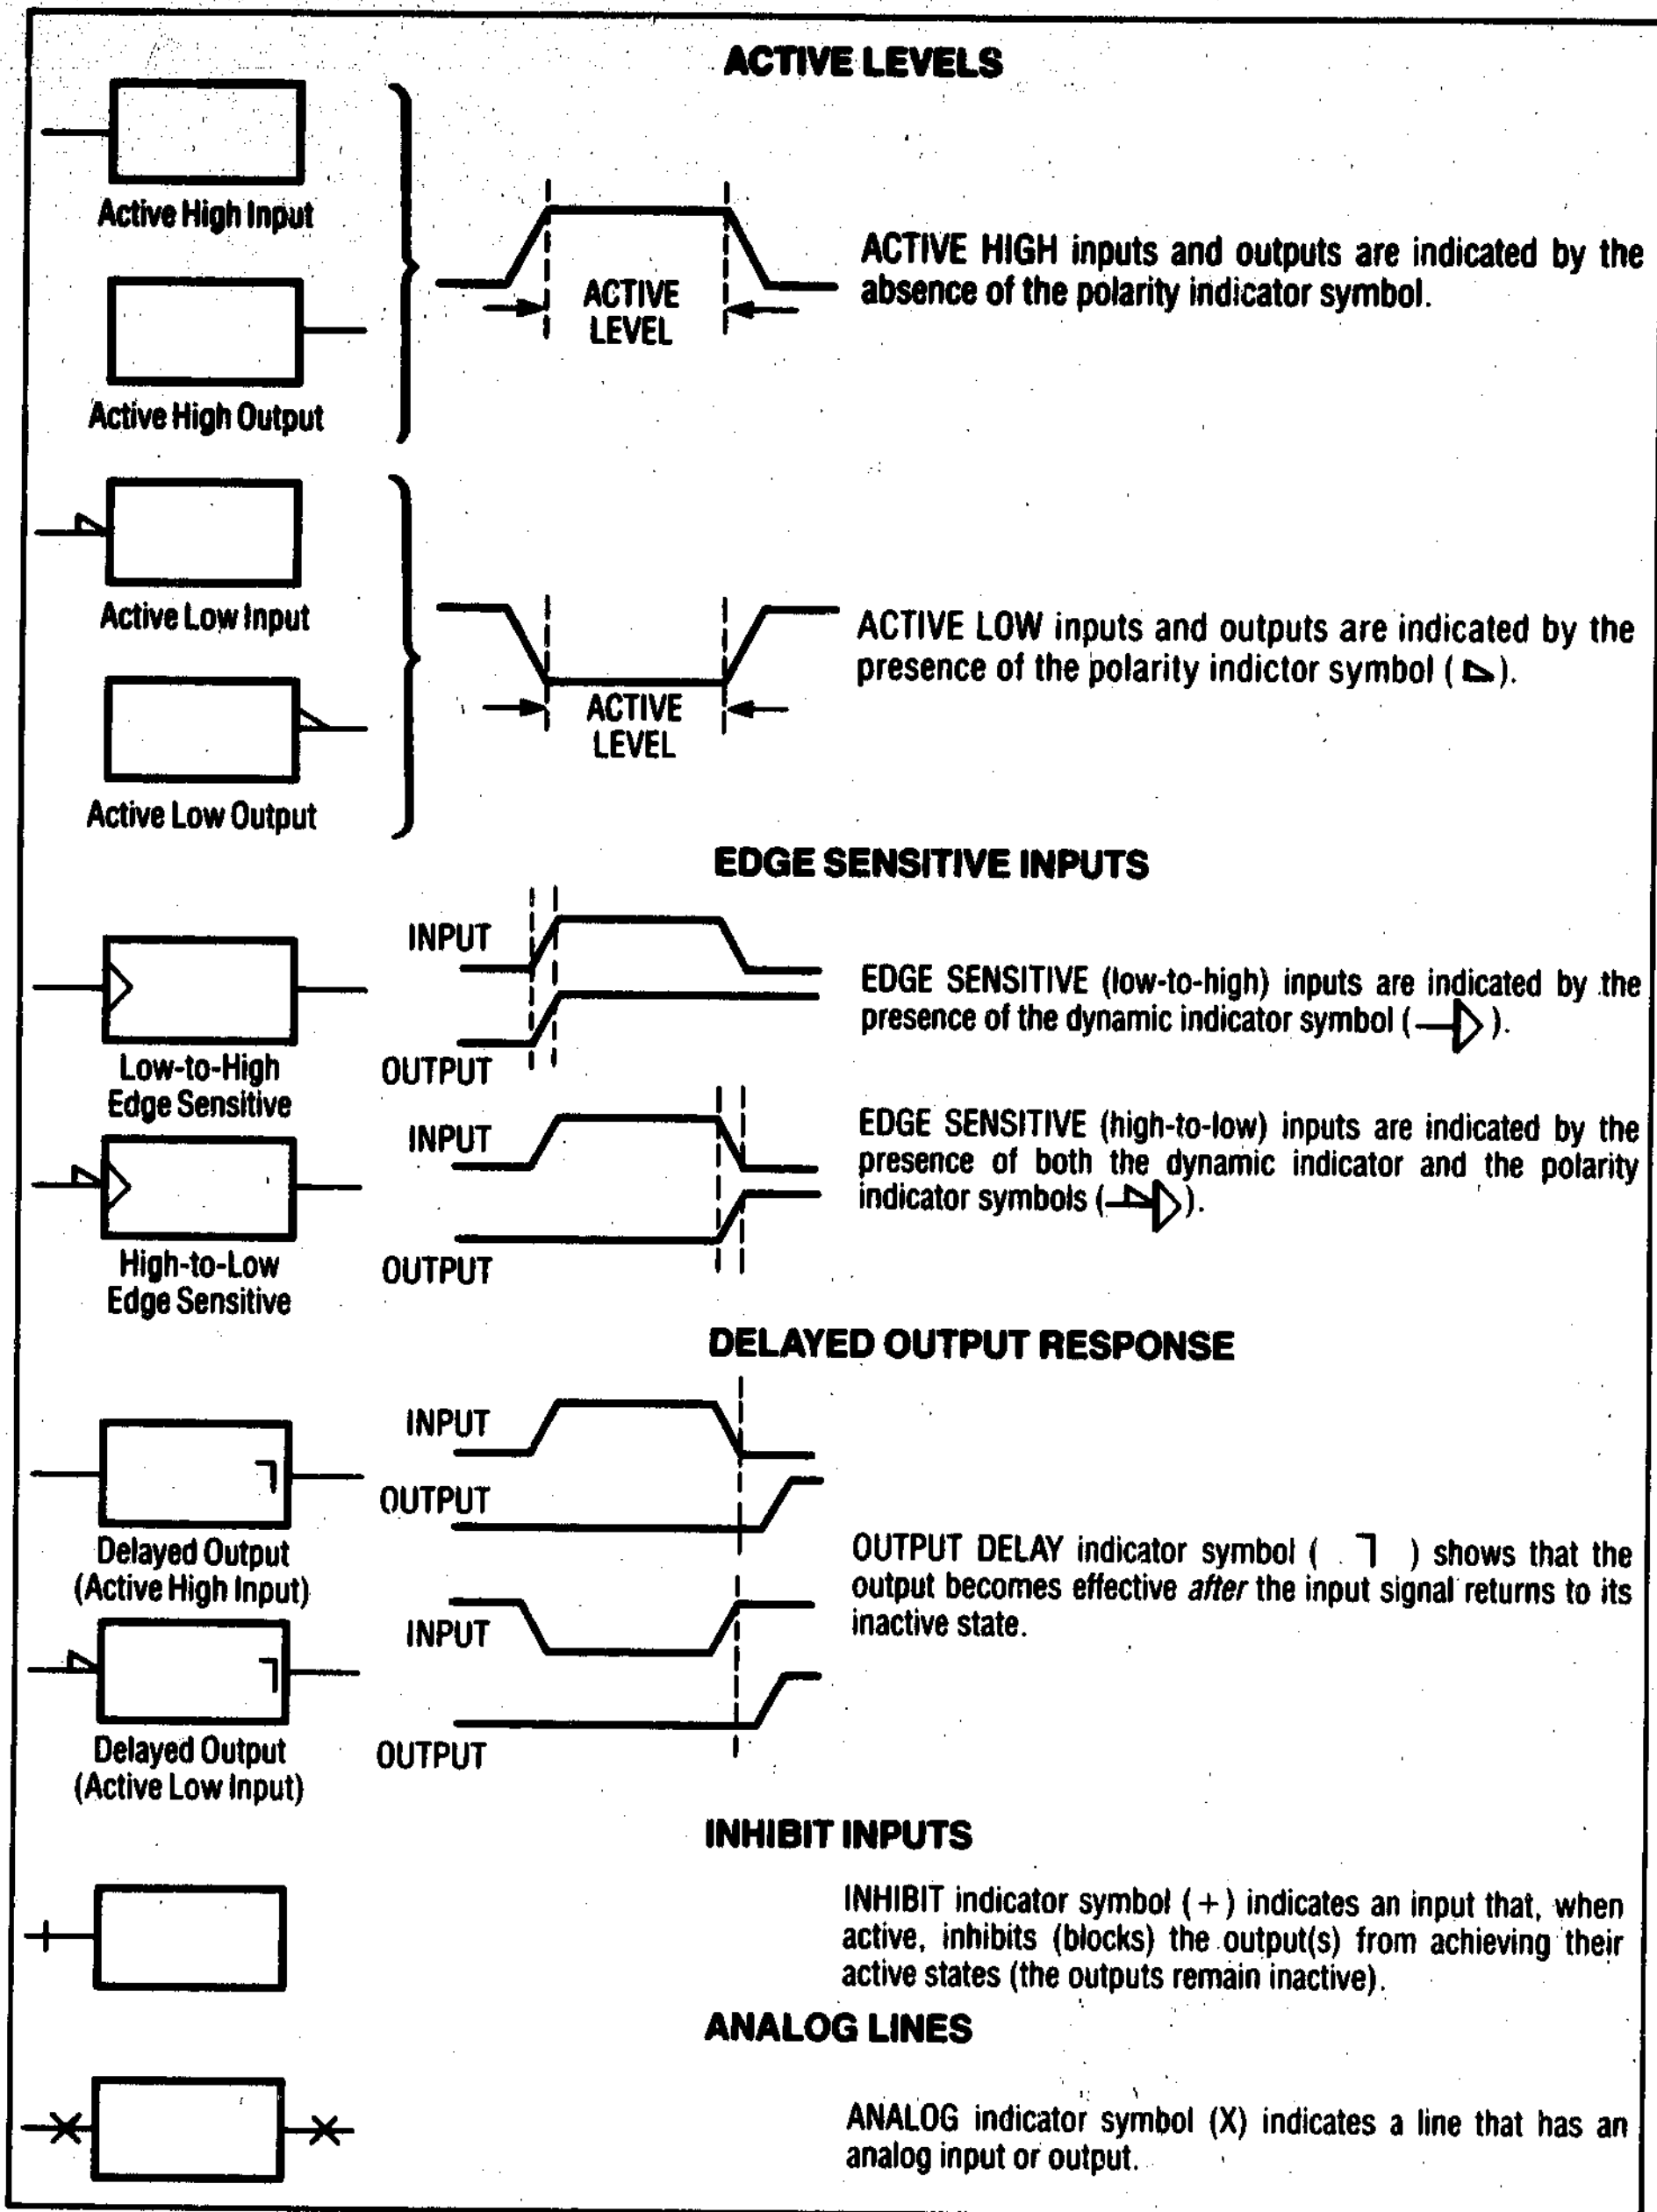 ACTIVE LEVELS
Active High Input
Active High Output
ACTIVE
LEVEL
ACTIVE HIGH inputs and outputs are indicated by the
absence of the polarity indicator symbol.
Active Low Input
Active Low Output
ACTIVE
LEVEL
ACTIVE LOW inputs and outputs are indicated by the
presence of the polarity indictor symbol ( ).
EDGE SENSITIVE INPUTS
Low-to-High
Edge Sensitive
INPUT
OUTPUT
EDGE SENSITIVE (low-to-high) inputs are indicated by the
presence of the dynamic indicator symbol ( ).
High-to-Low
Edge Sensitive
INPUT
OUTPUT
EDGE SENSITIVE (high-to-low) inputs are indicated by the
presence of both the dynamic indicator and the polarity
indicator symbols ( ).
DELAYED OUTPUT RESPONSE
Delayed Output
(Active High Input)
INPUT
OUTPUT
Delayed Output
(Active Low Input)
INPUT
OUTPUT
OUTPUT DELAY indicator symbol ( ㄱ ) shows that the
output becomes effective after the input signal returns to its
inactive state.
INHIBIT INPUTS
INHIBIT indicator symbol (+) indicates an input that, when
active, inhibits (blocks) the output(s) from achieving their
active states (the outputs remain inactive).
ANALOG LINES
ANALOG indicator symbol (X) indicates a line that has an
analog input or output.